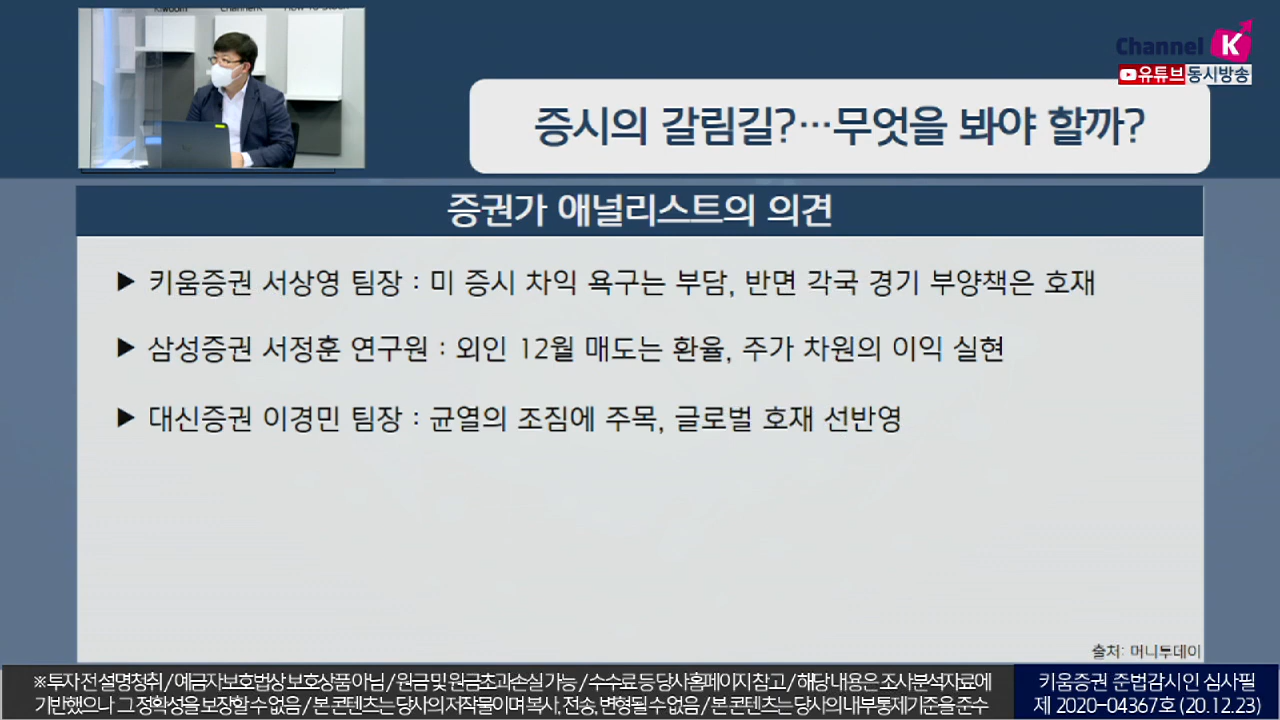 Kiwoom
ChannelK
How To Stock
Channel K
유튜브동시방송
증시의 갈림길?…무엇을 봐야 할까?
증권가 애널리스트의 의견
▶ 키움증권 서상영 팀장 : 미 증시 차익 욕구는 부담, 반면 각국 경기 부양책은 호재
▶ 삼성증권 서정훈 연구원 : 외인 12월 매도는 환율, 주가 차원의 이익 실현
▶ 대신증권 이경민 팀장 : 균열의 조짐에 주목, 글로벌 호재 선반영
출처: 머니투데이
※ 투자 전 설명청취 / 예금자보호법상 보호상품 아님 / 원금 및 원금초과손실 가능 / 수수료 등 당사홈페이지 참고 / 해당 내용은 조사분석자료에
기반했으나 그 정확성을 보장할 수 없음 / 본 콘텐츠는 당사의 저작물이며 복사, 전송, 변형될 수 없음 / 본 콘텐츠는 당사의 내부통제기준을 준수
키움증권 준법감시인 심사필
제 2020-04367호 (20.12.23)